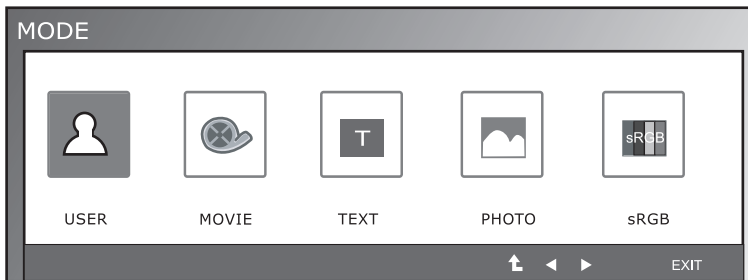 MODE
T
sRGB
USER MOVIE TEXT PHOTO sRGB
EXIT